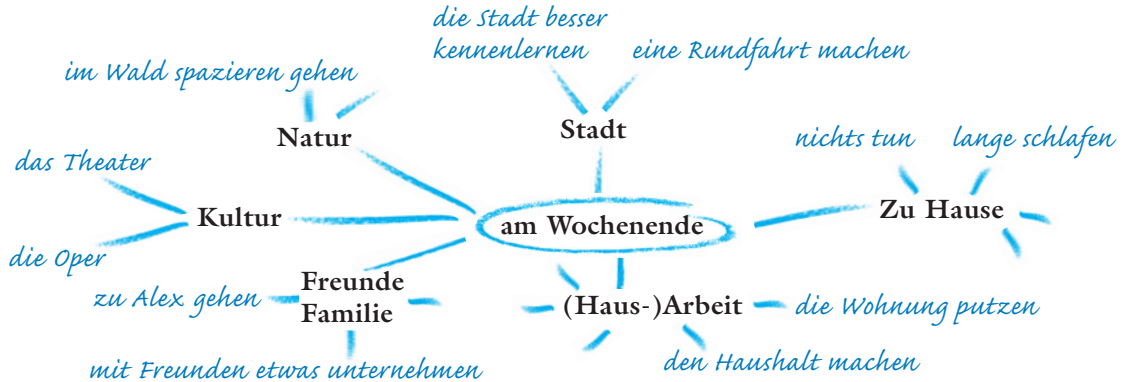 die Stadt besser
kennenlernen
eine Rundfahrt machen
im Wald spazieren gehen
Natur
Stadt
nichts tun
lange schlafen
das Theater
Kultur
am Wochenende
Zu Hause
die Oper
Freunde
Familie
zu Alex gehen
(Haus-)Arbeit
die Wohnung putzen
mit Freunden etwas unternehmen
den Haushalt machen